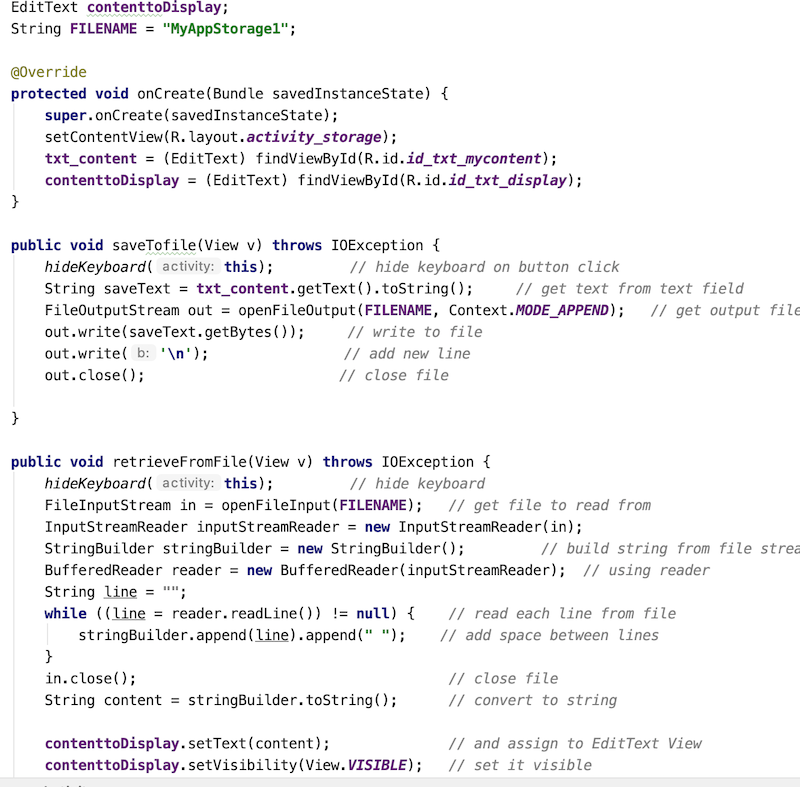 EditText contenttoDisplay;
String FILENAME = "MyAppStorage1";
@Override
protected void onCreate(Bundle savedInstanceState) {
super.onCreate(savedInstanceState);
setContentView(R.layout.activity_storage);
txt_content = (EditText) findViewById(R.id.id_txt_mycontent);
contenttoDisplay = (EditText) findViewById(R.id.id_txt_display);
}
public void saveTofile(View v) throws IOException {
hideKeyboard( activity: this); // hide keyboard on button click
String saveText = txt_content.getText().toString(); // get text from text field
FileOutputStream out = openFileOutput(FILENAME, Context.MODE_APPEND); // get output file
out.write(saveText.getBytes()); // write to file
out.write( b: '\n'); // add new line
out.close(); // close file
}
public void retrieveFromFile(View v) throws IOException {
hideKeyboard( activity: this); // hide keyboard
FileInputStream in = openFileInput(FILENAME); // get file to read from
InputStreamReader inputStreamReader = new InputStreamReader(in);
StringBuilder stringBuilder = new StringBuilder(); // build string from file strea
BufferedReader reader = new BufferedReader(inputStreamReader); // using reader
String line = "";
while ((line = reader.readLine()) != null) { // read each line from file
stringBuilder.append(line).append(" "); // add space between lines
}
in.close(); // close file
String content = stringBuilder.toString(); // convert to string
contenttoDisplay.setText(content); // and assign to EditText View
contenttoDisplay.setVisibility(View.VISIBLE); // set it visible